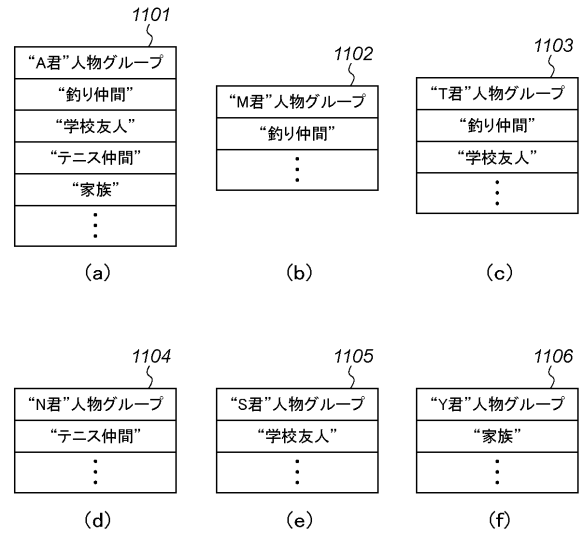 1101
“A君”人物グループ
“釣り仲間”
“学校友人”
“テニス仲間”
“家族”
⋮
(a)
1102
“M君”人物グループ
“釣り仲間”
⋮
(b)
1103
“T君”人物グループ
“釣り仲間”
“学校友人”
⋮
(c)
1104
“N君”人物グループ
“テニス仲間”
⋮
(d)
1105
“S君”人物グループ
“学校友人”
⋮
(e)
1106
“Y君”人物グループ
“家族”
⋮
(f)